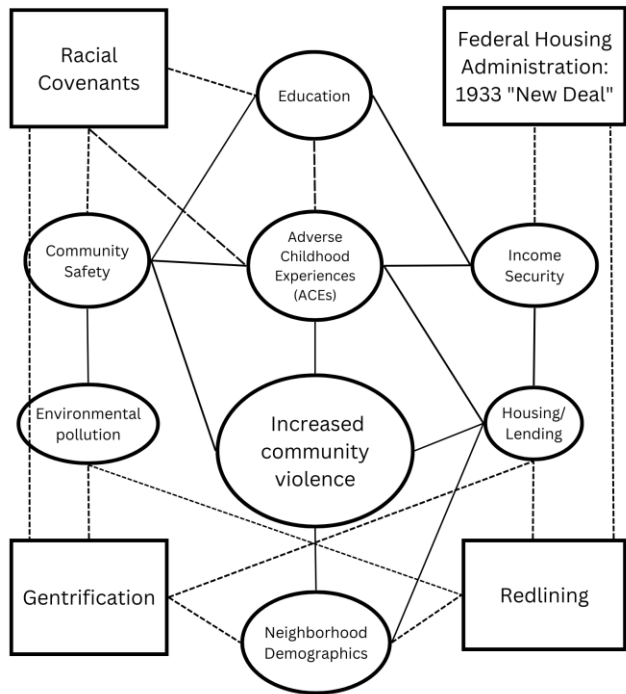 Racial
Covenants
Education
Federal Housing
Administration:
1933 "New Deal"
Community
Safety
Adverse
Childhood
Experiences
(ACEs)
Income
Security
Environmental
pollution
Increased
community
violence
Housing/
Lending
Gentrification
Neighborhood
Demographics
Redlining